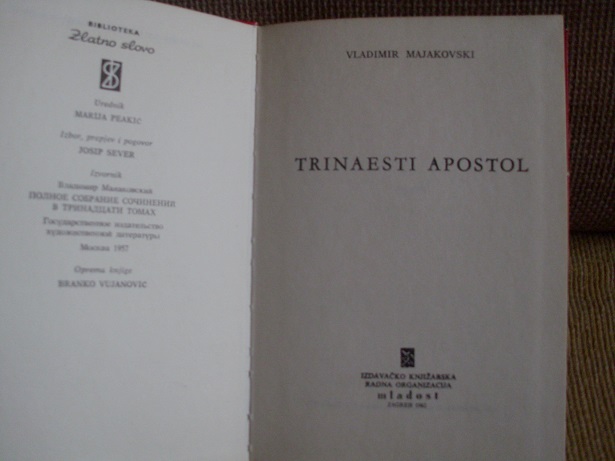 BIBLIOTEKA
Zlatno slovo
Urednik
MARIJA PEAKIĆ
Izbor, prepjev i pogovor
JOSIP SEVER
Izvornik
Владимир Маяковский
ПОЛНОЕ СОБРАНИЕ СОЧИНЕНИЙ
В ТРИНАДЦАТИ ТОМАХ
Государственное издательство
художественной литературы
Москва 1957
Oprema knjige
BRANKO VUJANOVIĆ
VLADIMIR MAJAKOVSKI
TRINAESTI APOSTOL
IZDAVAČKO KNJIŽARSKA
RADNA ORGANIZACIJA
mladost
ZAGREB